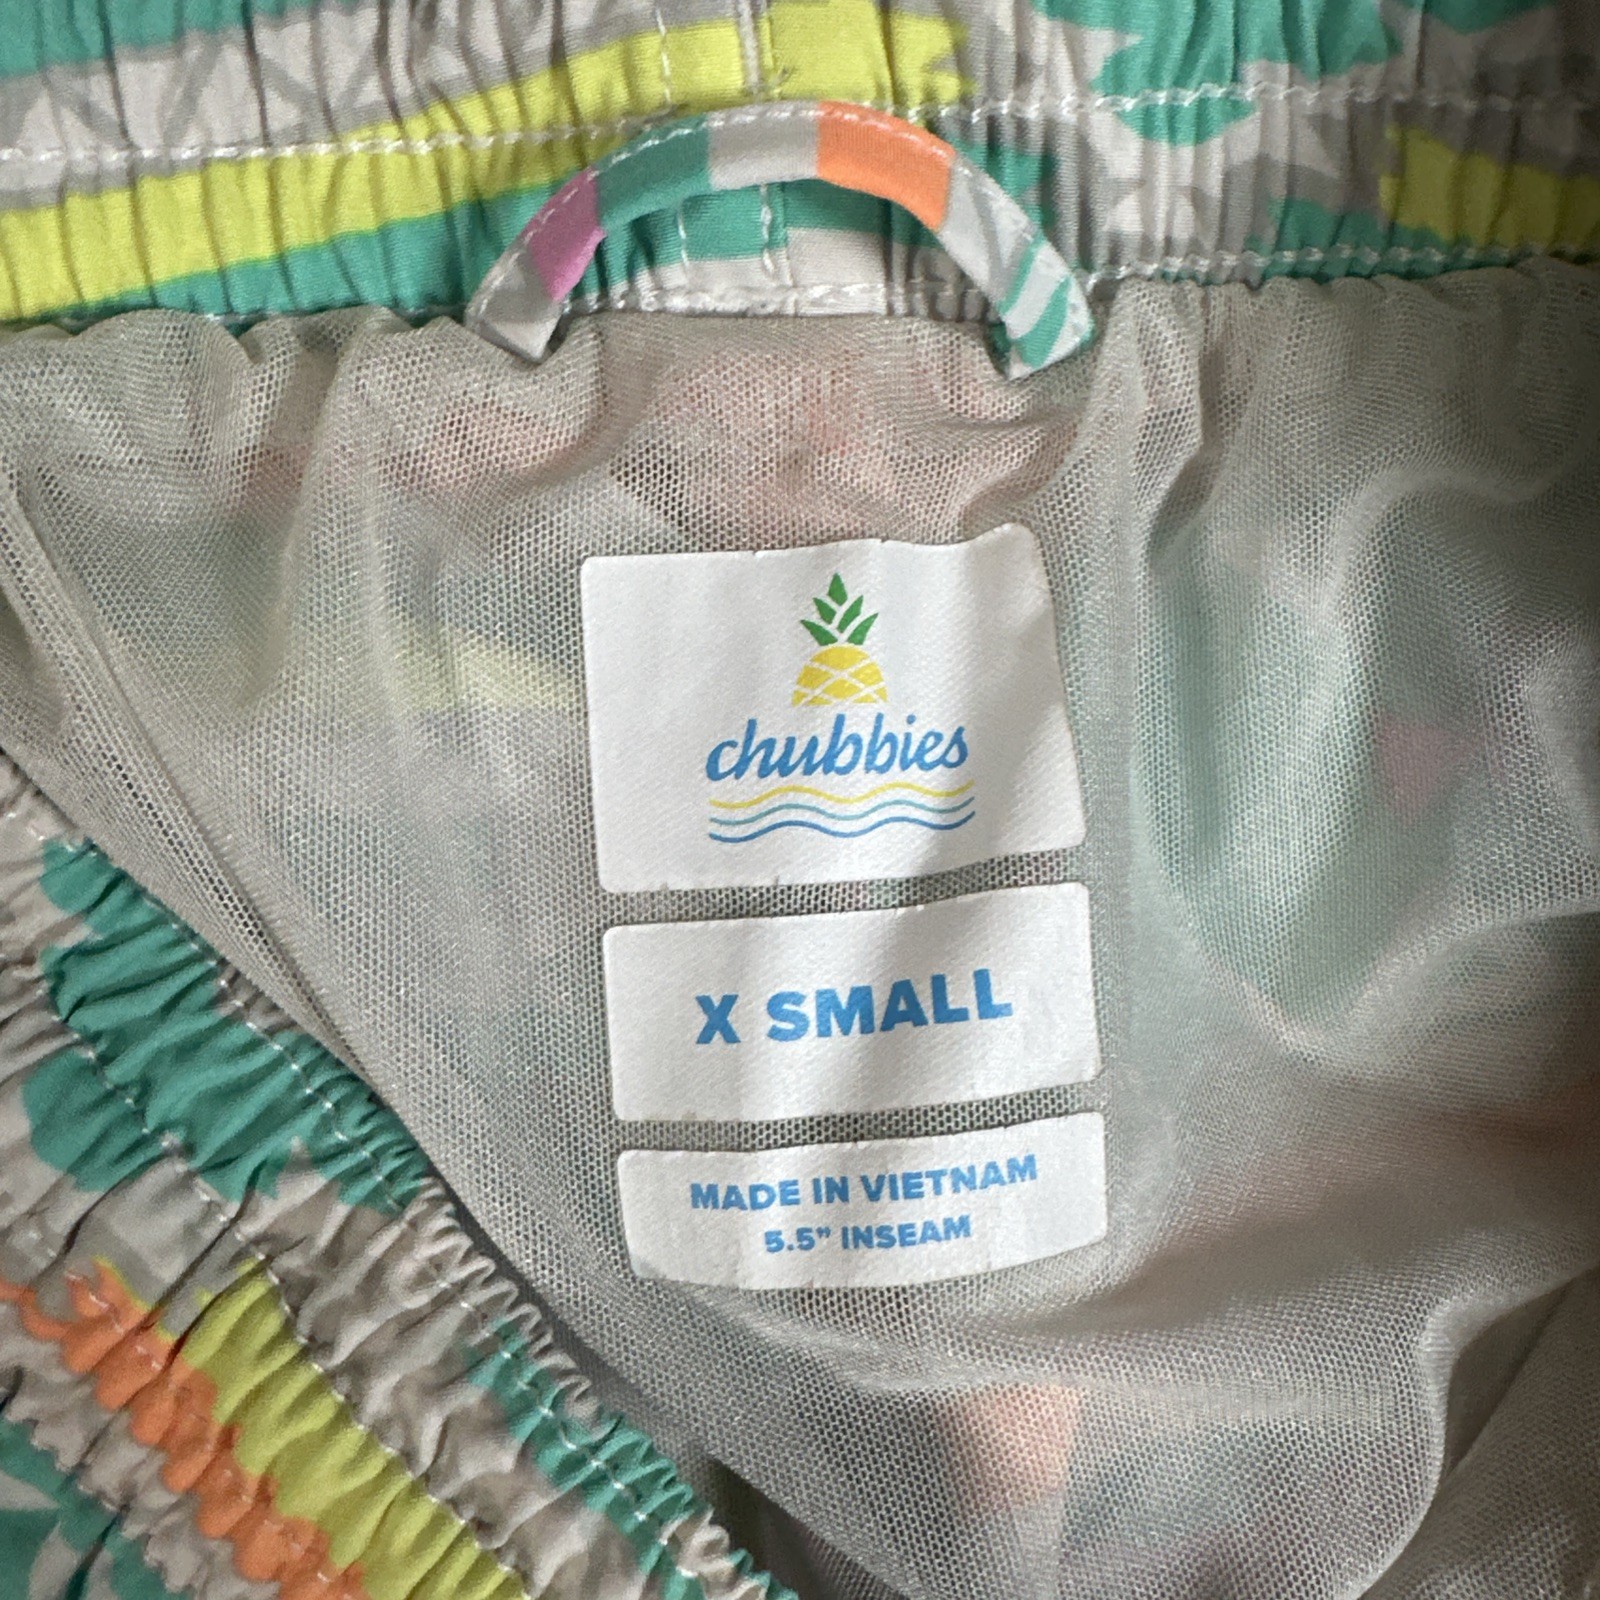 chubbies
X SMALL
MADE IN VIETNAM
5.5" INSEAM